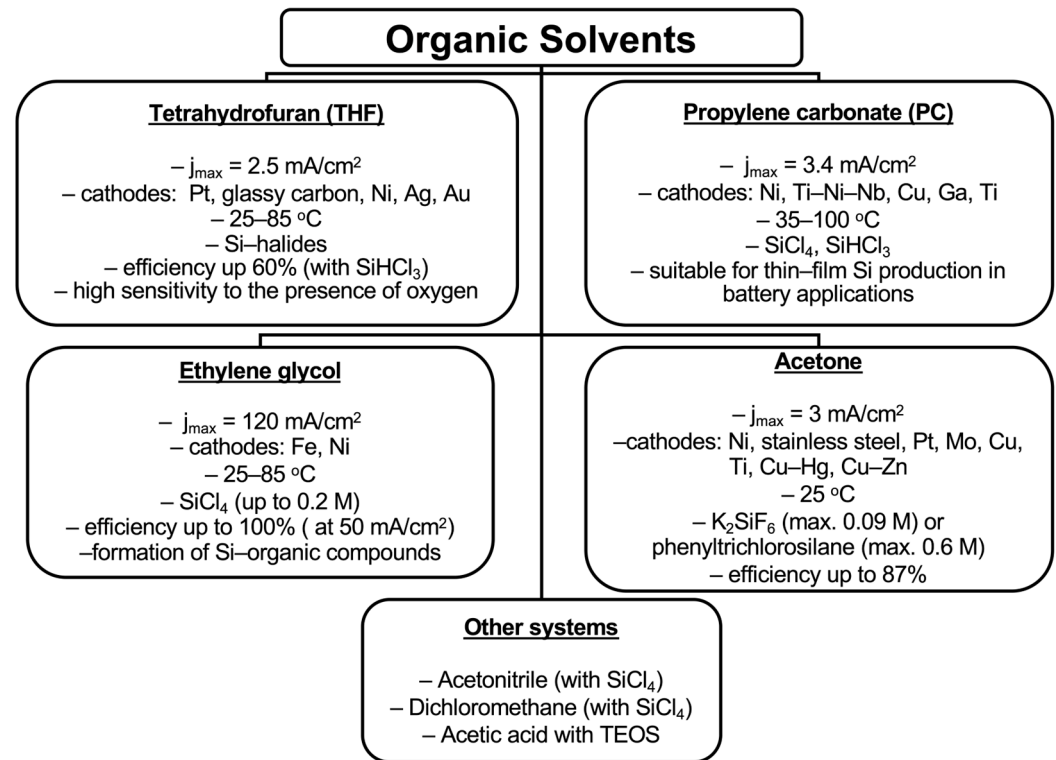 Organic Solvents
Tetrahydrofuran (THF)
– jmax = 2.5 mA/cm²
– cathodes: Pt, glassy carbon, Ni, Ag, Au
– 25–85 ºC
– Si–halides
– efficiency up 60% (with SiHCl₃)
– high sensitivity to the presence of oxygen
Propylene carbonate (PC)
– jmax = 3.4 mA/cm²
– cathodes: Ni, Ti–Ni–Nb, Cu, Ga, Ti
– 35–100 ºC
– SiCl₄, SiHCl₃
– suitable for thin–film Si production in
battery applications
Ethylene glycol
– jmax = 120 mA/cm²
– cathodes: Fe, Ni
– 25–85 ºC
– SiCl₄ (up to 0.2 M)
– efficiency up to 100% ( at 50 mA/cm²)
–formation of Si–organic compounds
Acetone
– jmax = 3 mA/cm²
–cathodes: Ni, stainless steel, Pt, Mo, Cu,
Ti, Cu–Hg, Cu–Zn
– 25 ºC
– K₂SiF₆ (max. 0.09 M) or
phenyltrichlorosilane (max. 0.6 M)
– efficiency up to 87%
Other systems
– Acetonitrile (with SiCl₄)
– Dichloromethane (with SiCl₄)
– Acetic acid with TEOS